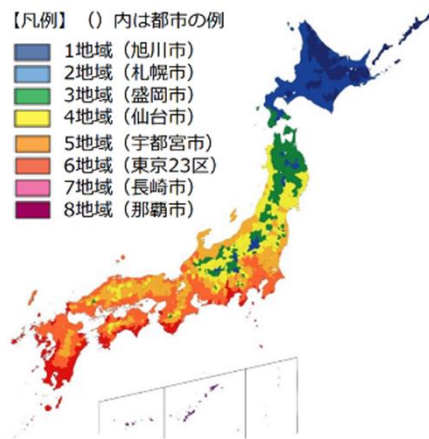 【凡例】（）内は都市の例
1地域（旭川市）
2地域（札幌市）
3地域（盛岡市）
4地域（仙台市）
5地域（宇都宮市）
6地域（東京23区）
7地域（長崎市）
8地域（那覇市）